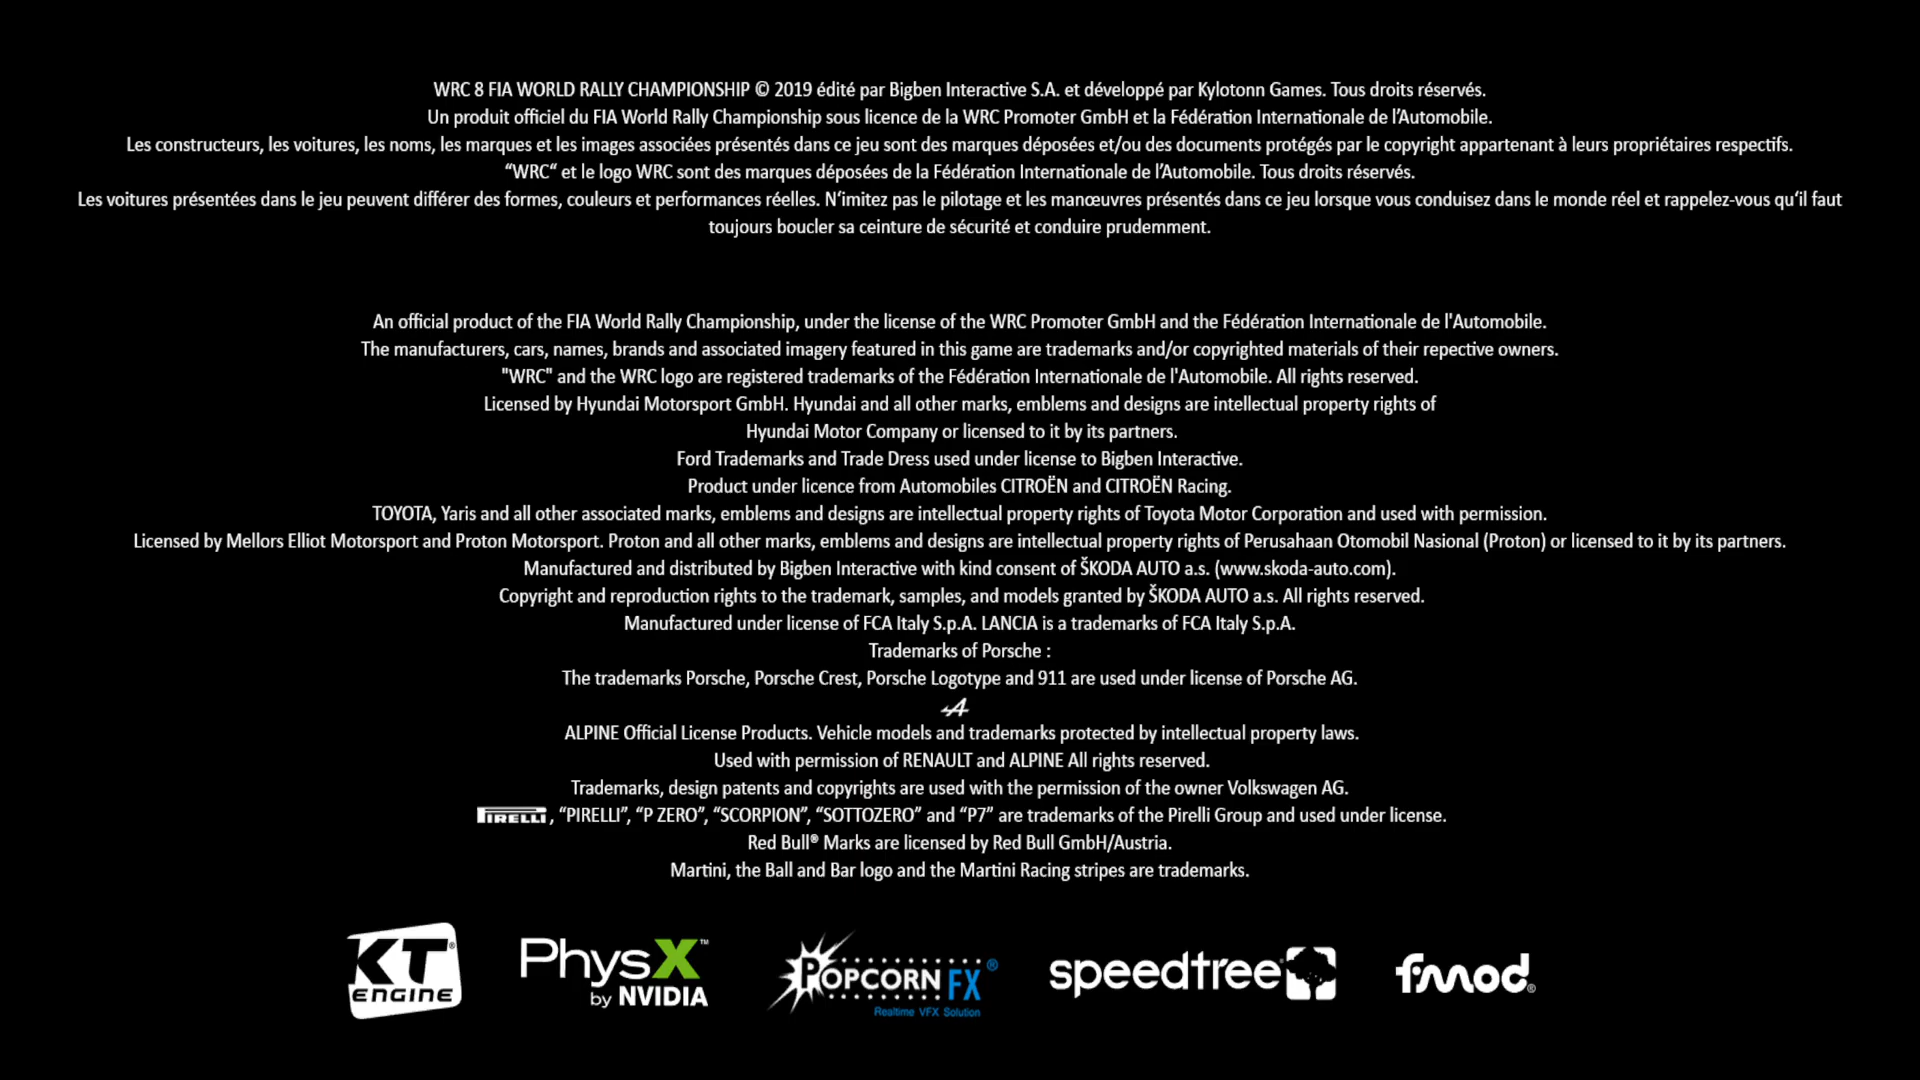 WRC 8 FIA WORLD RALLY CHAMPIONSHIP © 2019 édité par Bigben Interactive S.A. et développé par Kylotonn Games. Tous droits réservés.
Un produit officiel du FIA World Rally Championship sous licence de la WRC Promoter GmbH et la Fédération Internationale de l’Automobile.
Les constructeurs, les voitures, les noms, les marques et les images associées présentés dans ce jeu sont des marques déposées et/ou des documents protégés par le copyright appartenant à leurs propriétaires respectifs.
“WRC“ et le logo WRC sont des marques déposées de la Fédération Internationale de l’Automobile. Tous droits réservés.
Les voitures présentées dans le jeu peuvent différer des formes, couleurs et performances réelles. N‘imitez pas le pilotage et les manœuvres présentés dans ce jeu lorsque vous conduisez dans le monde réel et rappelez-vous qu‘il faut
toujours boucler sa ceinture de sécurité et conduire prudemment.
An official product of the FIA World Rally Championship, under the license of the WRC Promoter GmbH and the Fédération Internationale de l'Automobile.
The manufacturers, cars, names, brands and associated imagery featured in this game are trademarks and/or copyrighted materials of their repective owners.
"WRC" and the WRC logo are registered trademarks of the Fédération Internationale de l'Automobile. All rights reserved.
Licensed by Hyundai Motorsport GmbH. Hyundai and all other marks, emblems and designs are intellectual property rights of
Hyundai Motor Company or licensed to it by its partners.
Ford Trademarks and Trade Dress used under license to Bigben Interactive.
Product under licence from Automobiles CITROËN and CITROËN Racing.
TOYOTA, Yaris and all other associated marks, emblems and designs are intellectual property rights of Toyota Motor Corporation and used with permission.
Licensed by Mellors Elliot Motorsport and Proton Motorsport. Proton and all other marks, emblems and designs are intellectual property rights of Perusahaan Otomobil Nasional (Proton) or licensed to it by its partners.
Manufactured and distributed by Bigben Interactive with kind consent of ŠKODA AUTO a.s. (www.skoda-auto.com).
Copyright and reproduction rights to the trademark, samples, and models granted by ŠKODA AUTO a.s. All rights reserved.
Manufactured under license of FCA Italy S.p.A. LANCIA is a trademarks of FCA Italy S.p.A.
Trademarks of Porsche :
The trademarks Porsche, Porsche Crest, Porsche Logotype and 911 are used under license of Porsche AG.
ALPINE Official License Products. Vehicle models and trademarks protected by intellectual property laws.
Used with permission of RENAULT and ALPINE All rights reserved.
Trademarks, design patents and copyrights are used with the permission of the owner Volkswagen AG.
PIRELLI, “PIRELLI”, “P ZERO”, “SCORPION”, “SOTTOZERO” and “P7” are trademarks of the Pirelli Group and used under license.
Red Bull® Marks are licensed by Red Bull GmbH/Austria.
Martini, the Ball and Bar logo and the Martini Racing stripes are trademarks.
KT® ENGINE
PhysX™ by NVIDIA
POPCORN FX® Realtime VFX Solution
speedtree®
fmod®